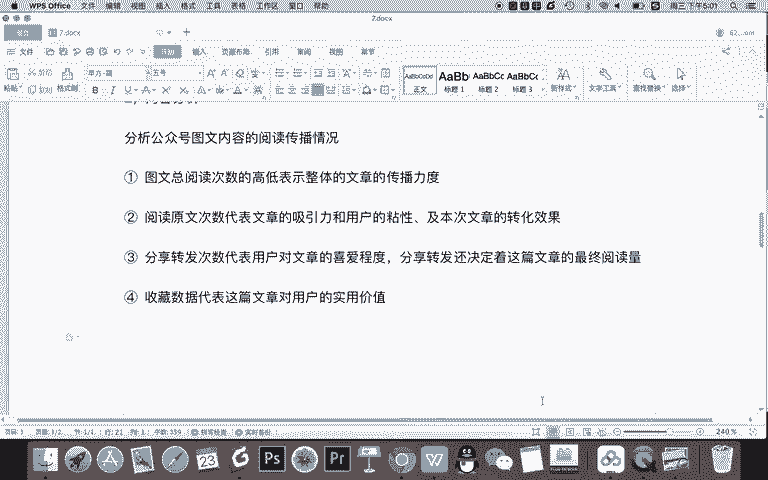 WPS Office 文件 编辑 视图 插入 格式 工具 表格 工作区 窗口 帮助
周三 下午5:01
7.docx
7.docx
文件 开始 插入 页面布局 引用 审阅 视图 章节
粘贴 剪切 复制 格式刷
五号
AaBbCcDd 正文
AaBb 标题 1
AaBbCc 标题 2
AaBbCc 标题 3
新样式 文字工具 查找替换 选择
分析公众号图文内容的阅读传播情况
① 图文总阅读次数的高低表示整体的文章的传播力度
② 阅读原文次数代表文章的吸引力和用户的粘性、及本次文章的转化效果
③ 分享转发次数代表用户对文章的喜爱程度，分享转发还决定着这篇文章的最终阅读量
④ 收藏数据代表这篇文章对用户的实用价值
240 %
23
Ps
Pr